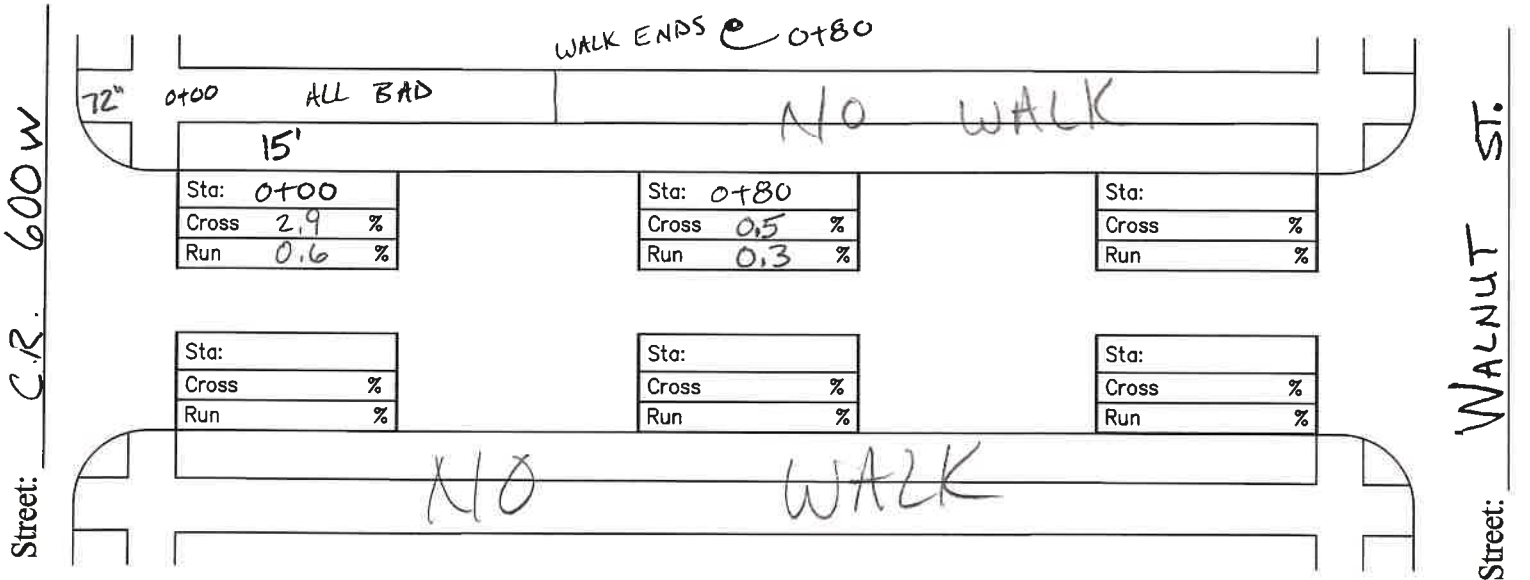 WALK ENDS @ 0+80
72" 0+00 ALL BAD
NO WALK
15'
Sta: 0+00
Cross 2.9 %
Run 0.6 %
Sta: 0+80
Cross 0.5 %
Run 0.3 %
Sta:
Cross %
Run %
Sta:
Cross %
Run %
Sta:
Cross %
Run %
Sta:
Cross %
Run %
NO WALK
Street: C.R. 600 W
Street: WALNUT ST.